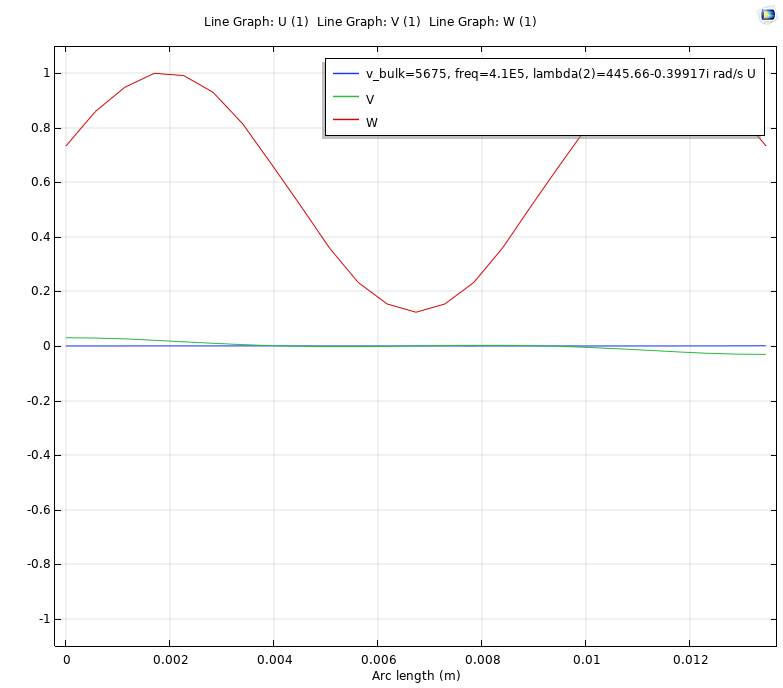 Line Graph: U (1) Line Graph: V (1) Line Graph: W (1)
v_bulk=5675, freq=4.1E5, lambda(2)=445.66-0.39917i rad/s U
V
W
1
0.8
0.6
0.4
0.2
0
-0.2
-0.4
-0.6
-0.8
-1
0 0.002 0.004 0.006 0.008 0.01 0.012
Arc length (m)